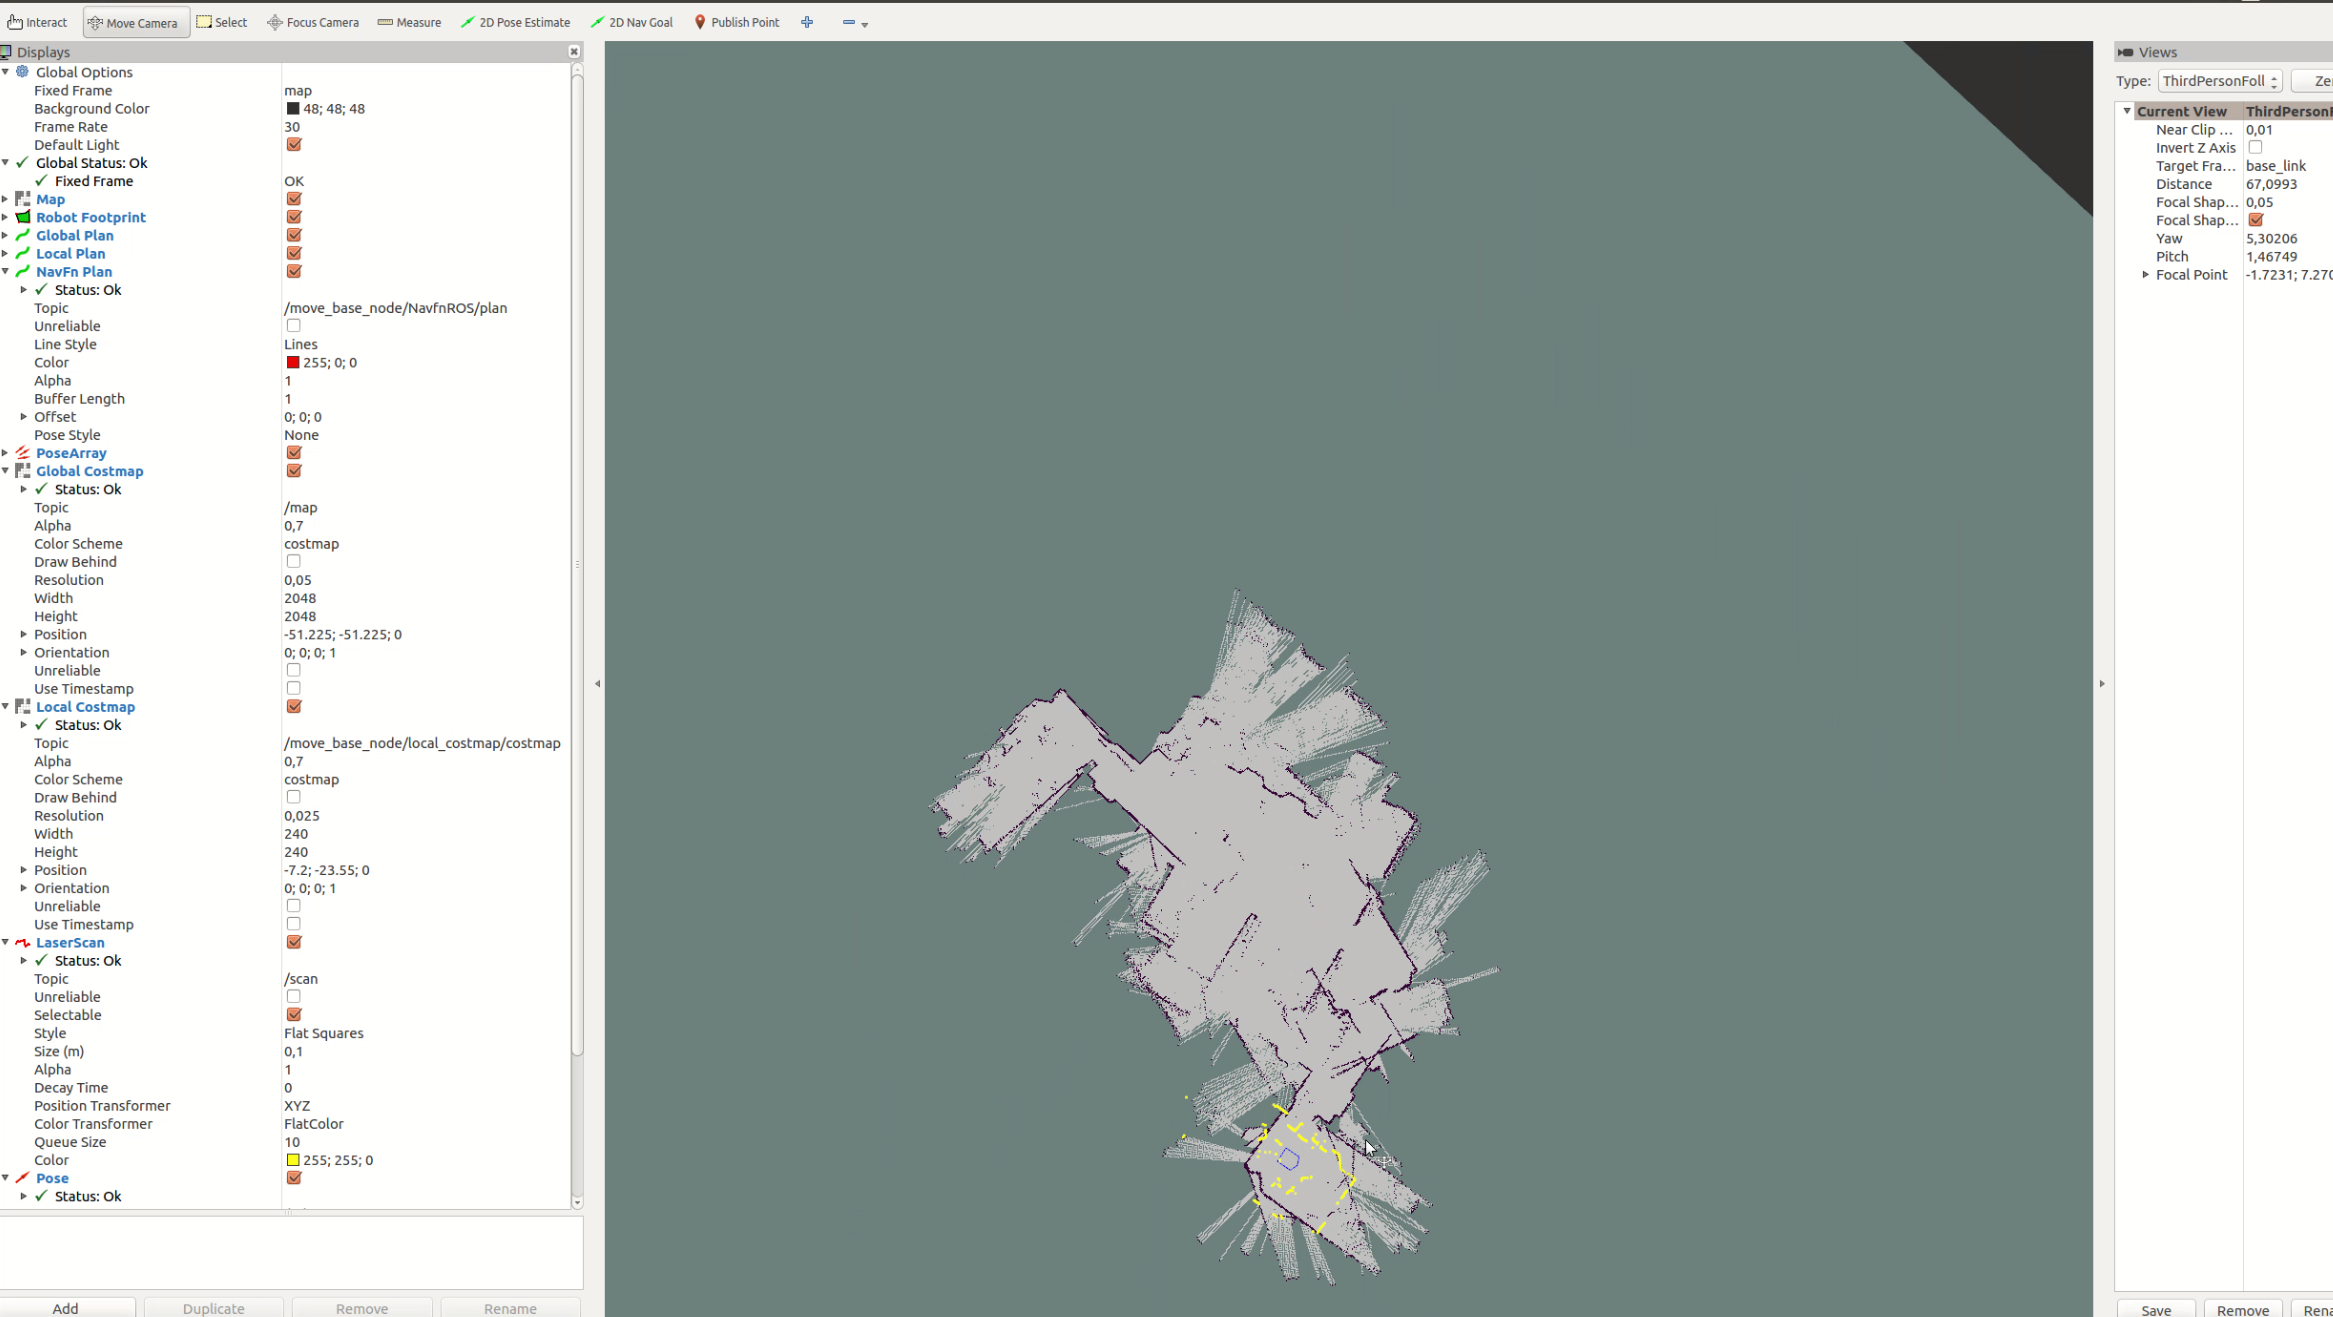 Interact Move Camera Select Focus Camera Measure 2D Pose Estimate 2D Nav Goal Publish Point
Displays
Global Options
Fixed Frame map
Background Color 48; 48; 48
Frame Rate 30
Default Light
Global Status: Ok
Fixed Frame OK
Map
Robot Footprint
Global Plan
Local Plan
NavFn Plan
Status: Ok
Topic /move_base_node/NavfnROS/plan
Unreliable
Line Style Lines
Color 255; 0; 0
Alpha 1
Buffer Length 1
Offset 0; 0; 0
Pose Style None
PoseArray
Global Costmap
Status: Ok
Topic /map
Alpha 0,7
Color Scheme costmap
Draw Behind
Resolution 0,05
Width 2048
Height 2048
Position -51.225; -51.225; 0
Orientation 0; 0; 0; 1
Unreliable
Use Timestamp
Local Costmap
Status: Ok
Topic /move_base_node/local_costmap/costmap
Alpha 0,7
Color Scheme costmap
Draw Behind
Resolution 0,025
Width 240
Height 240
Position -7.2; -23.55; 0
Orientation 0; 0; 0; 1
Unreliable
Use Timestamp
LaserScan
Status: Ok
Topic /scan
Unreliable
Selectable
Style Flat Squares
Size (m) 0,1
Alpha 1
Decay Time 0
Position Transformer XYZ
Color Transformer FlatColor
Queue Size 10
Color 255; 255; 0
Pose
Status: Ok
Add Duplicate Remove Rename
Views
Type: ThirdPersonFoll Zer
Current View ThirdPersonF
Near Clip ... 0,01
Invert Z Axis
Target Fra... base_link
Distance 67,0993
Focal Shap... 0,05
Focal Shap...
Yaw 5,30206
Pitch 1,46749
Focal Point -1.7231; 7.270
Save Remove Rena